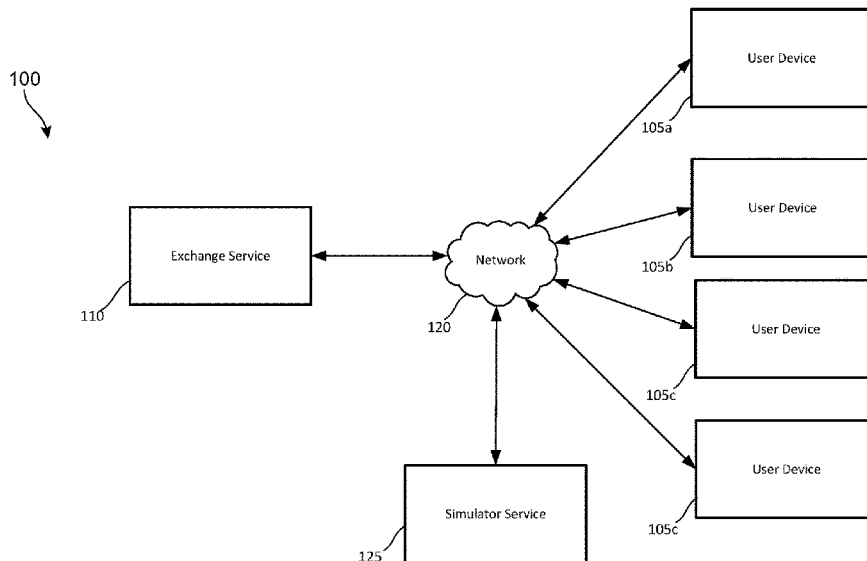 100
User Device
105a
User Device
105b
Exchange Service
110
Network
120
User Device
105c
User Device
105c
Simulator Service
125